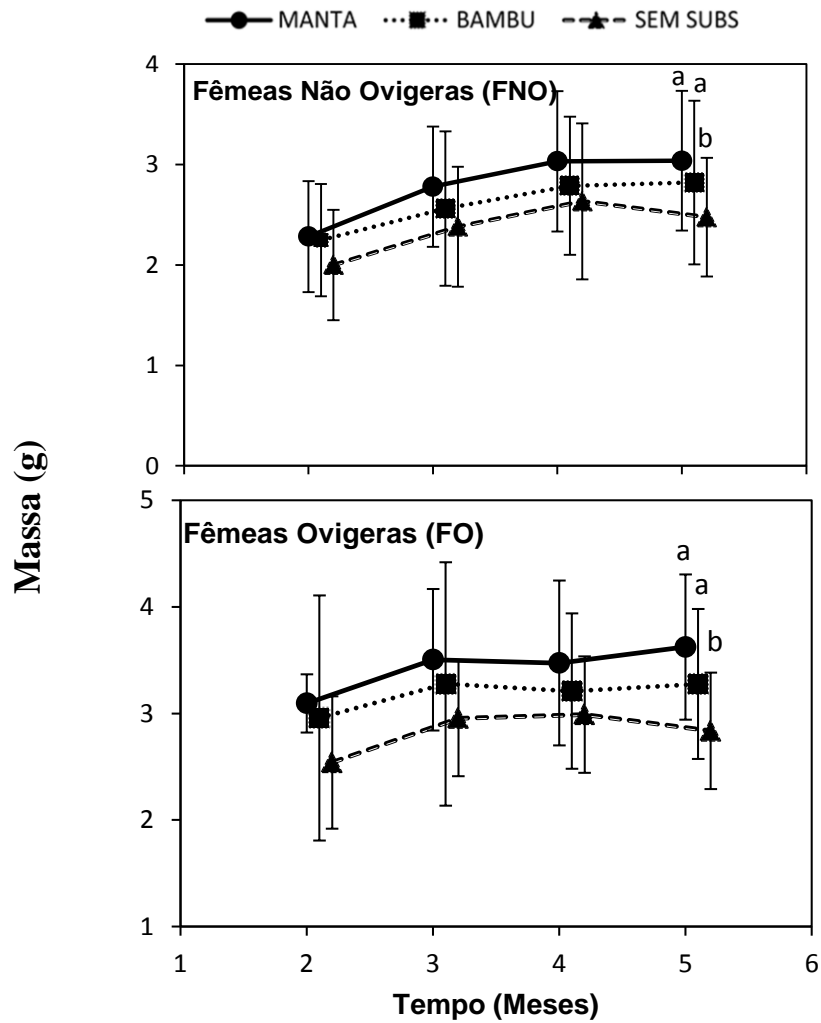 MANTA BAMBU SEM SUBS
4
Fêmeas Não Ovigeras (FNO)
a a
b
3
2
1
0
Massa (g)
5
Fêmeas Ovigeras (FO)
a
a
b
4
3
2
1
1 2 3 4 5 6
Tempo (Meses)